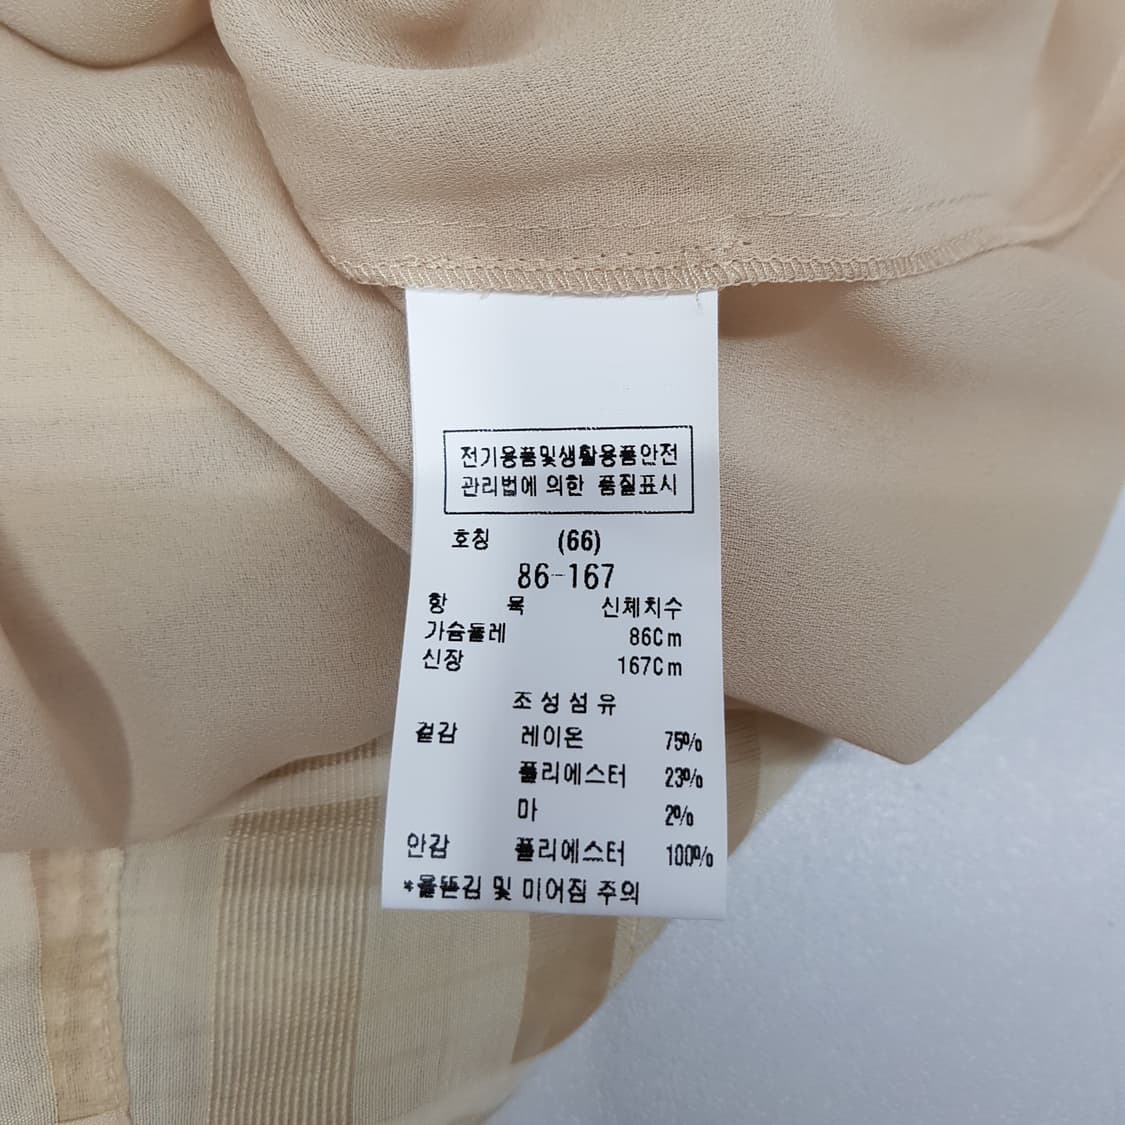 전기용품및생활용품안전
관리법에 의한 품질표시
호칭 (66)
86-167
항 목 신체치수
가슴둘레 86Cm
신장 167Cm
조성섬유
겉감 레이온 75%
폴리에스터 23%
마 2%
안감 폴리에스터 100%
*올뜯김 및 미어짐 주의